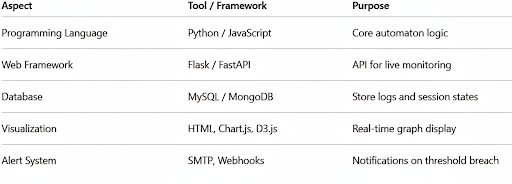 Aspect Tool / Framework Purpose
Programming Language Python / JavaScript Core automaton logic
Web Framework Flask / FastAPI API for live monitoring
Database MySQL / MongoDB Store logs and session states
Visualization HTML, Chart.js, D3.js Real-time graph display
Alert System SMTP, Webhooks Notifications on threshold breach